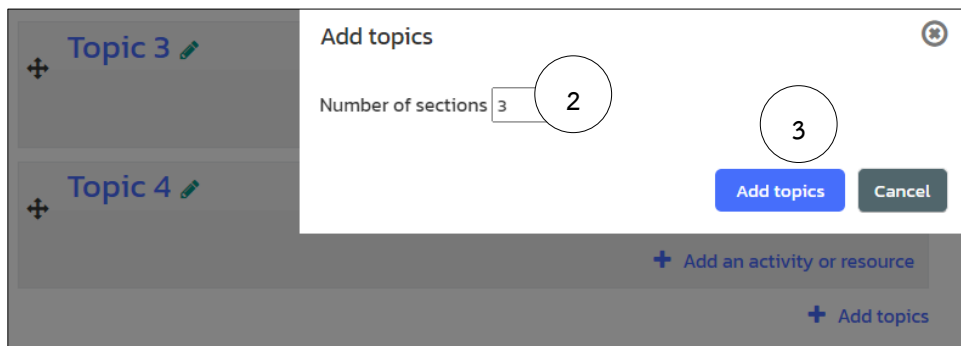 Topic 3
Add topics
Number of sections 3
2
3
Topic 4
Add topics
Cancel
Add an activity or resource
Add topics